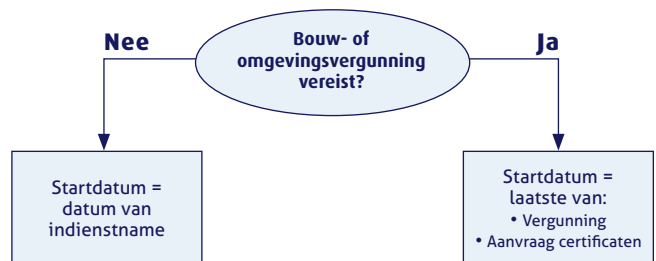 Nee
Bouw- of
omgevingsvergunning
vereist?
Ja
Startdatum =
datum van
indienstname
Startdatum =
laatste van:
• Vergunning
• Aanvraag certificaten